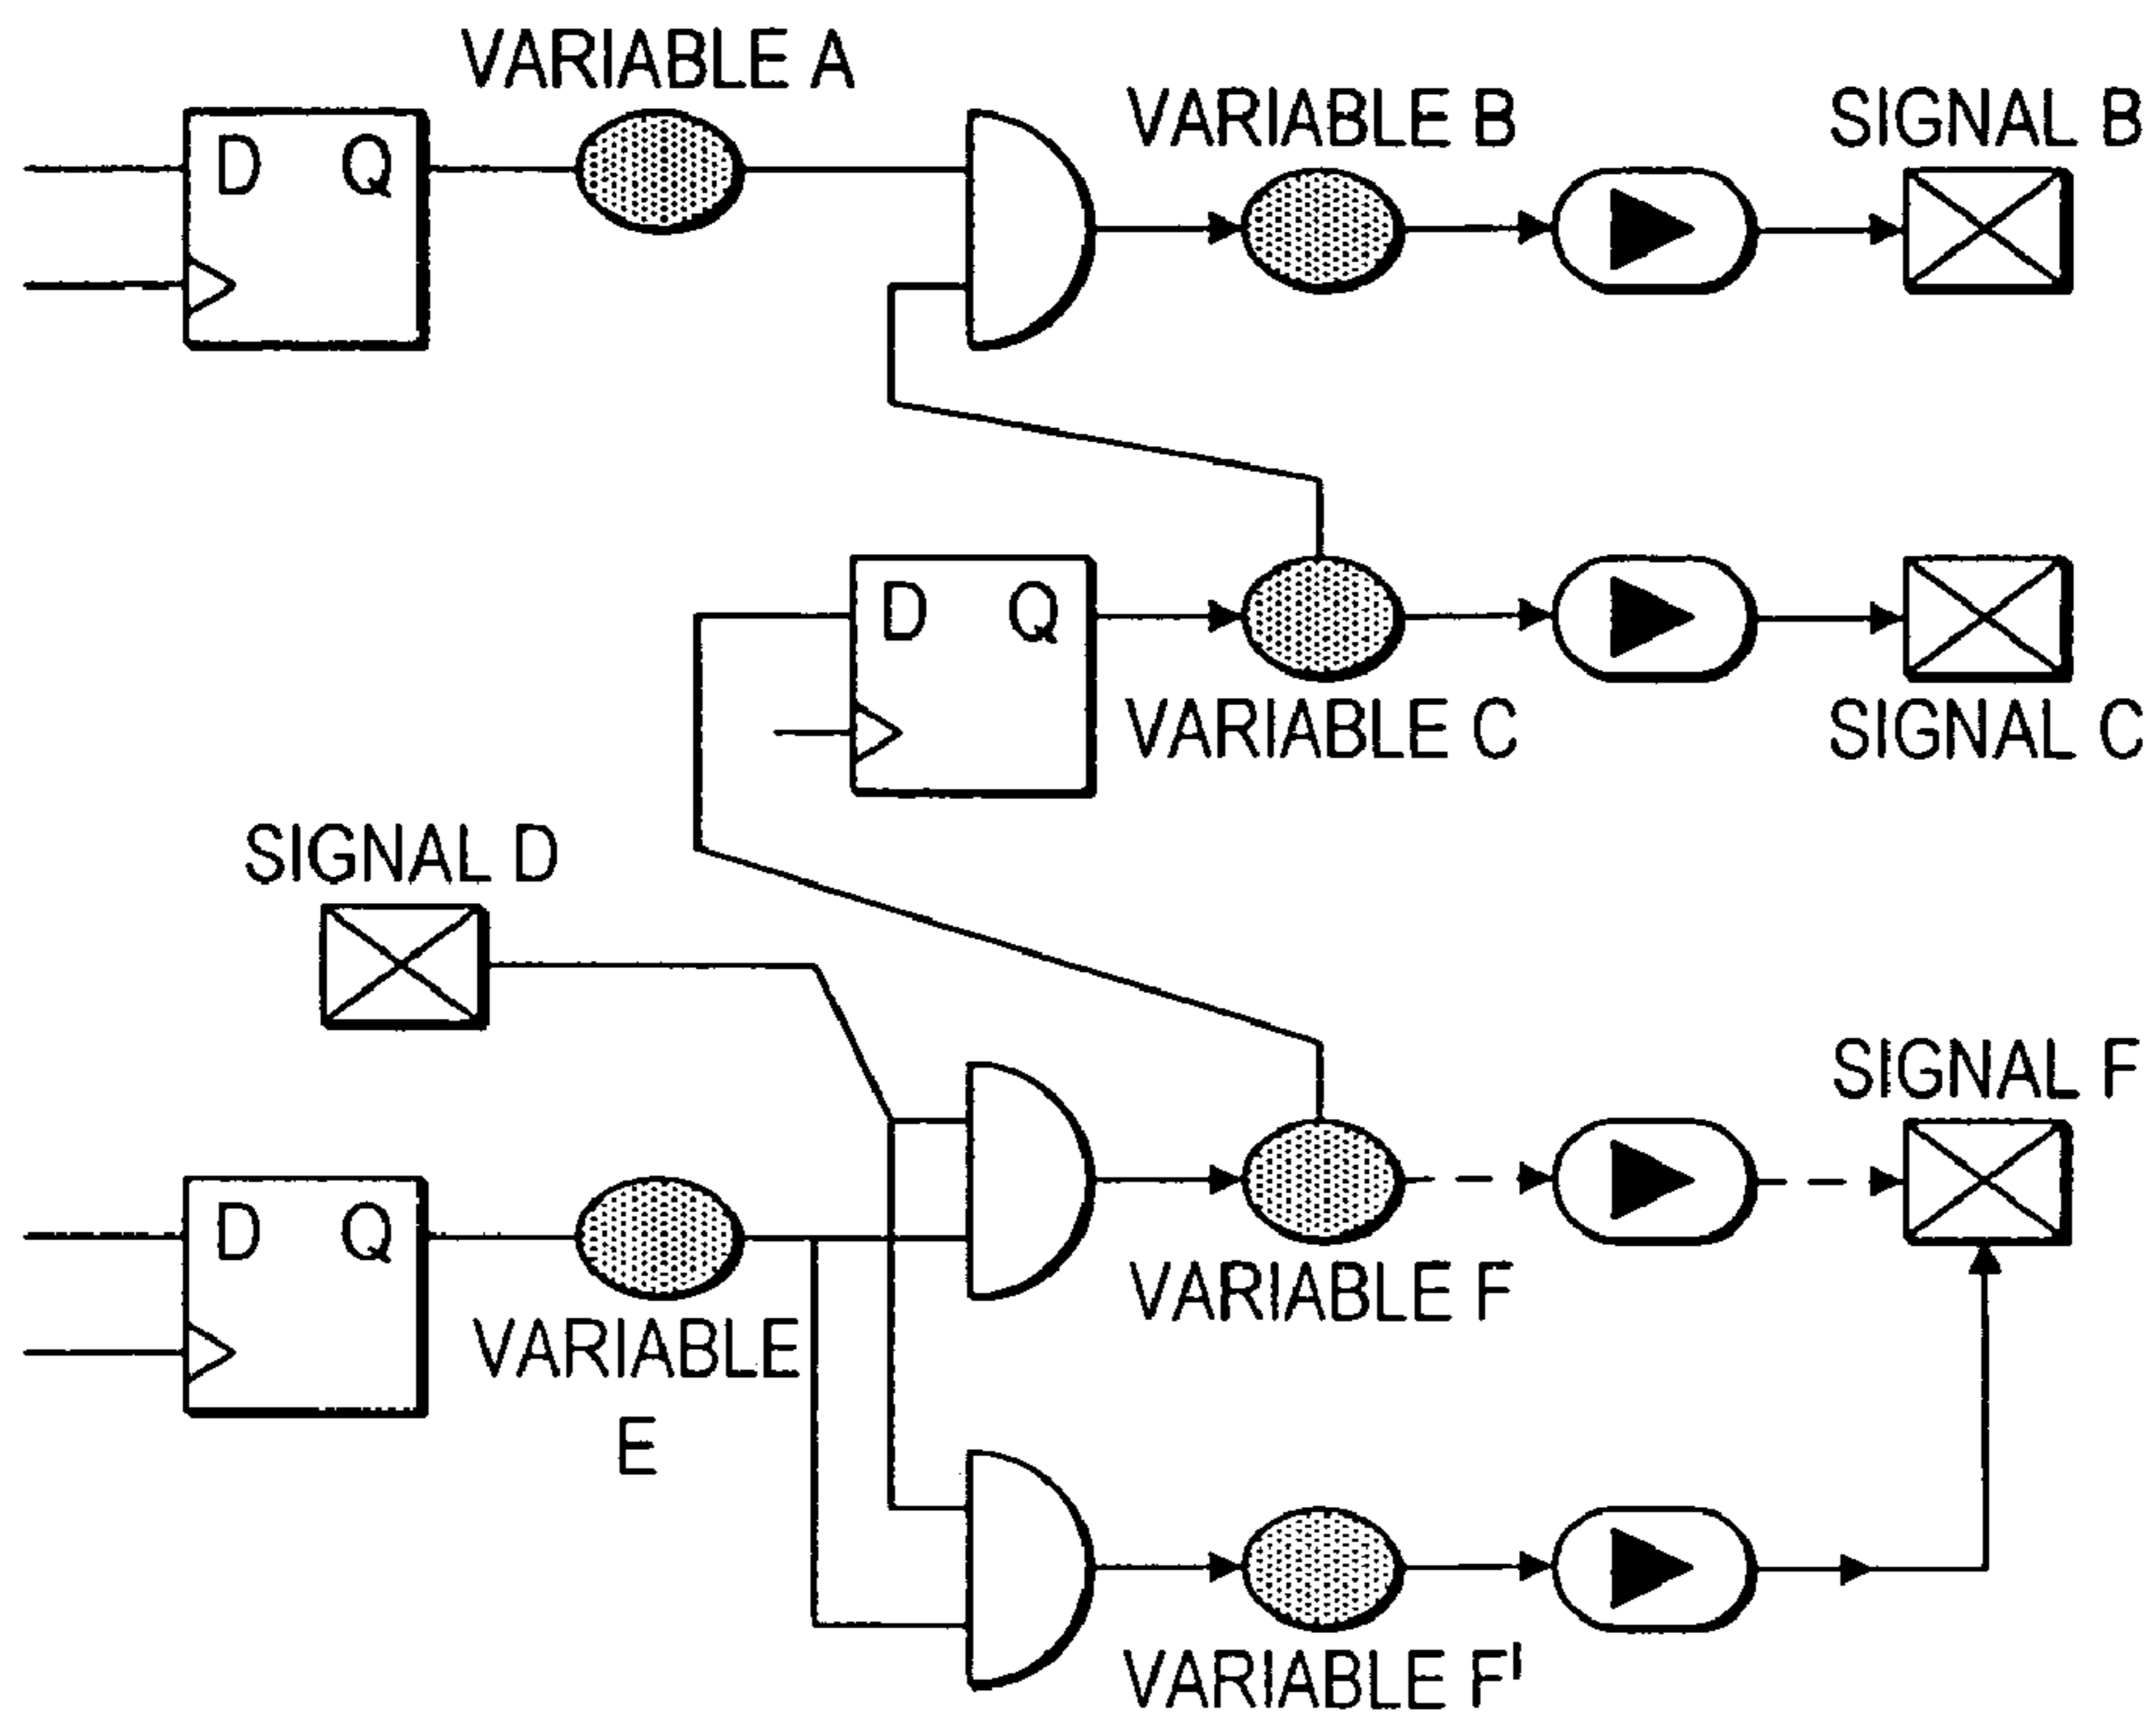 VARIABLE A
VARIABLE B
SIGNAL B
D Q
D Q
VARIABLE C
SIGNAL C
SIGNAL D
SIGNAL F
D Q
VARIABLE F
VARIABLE
E
VARIABLE F'